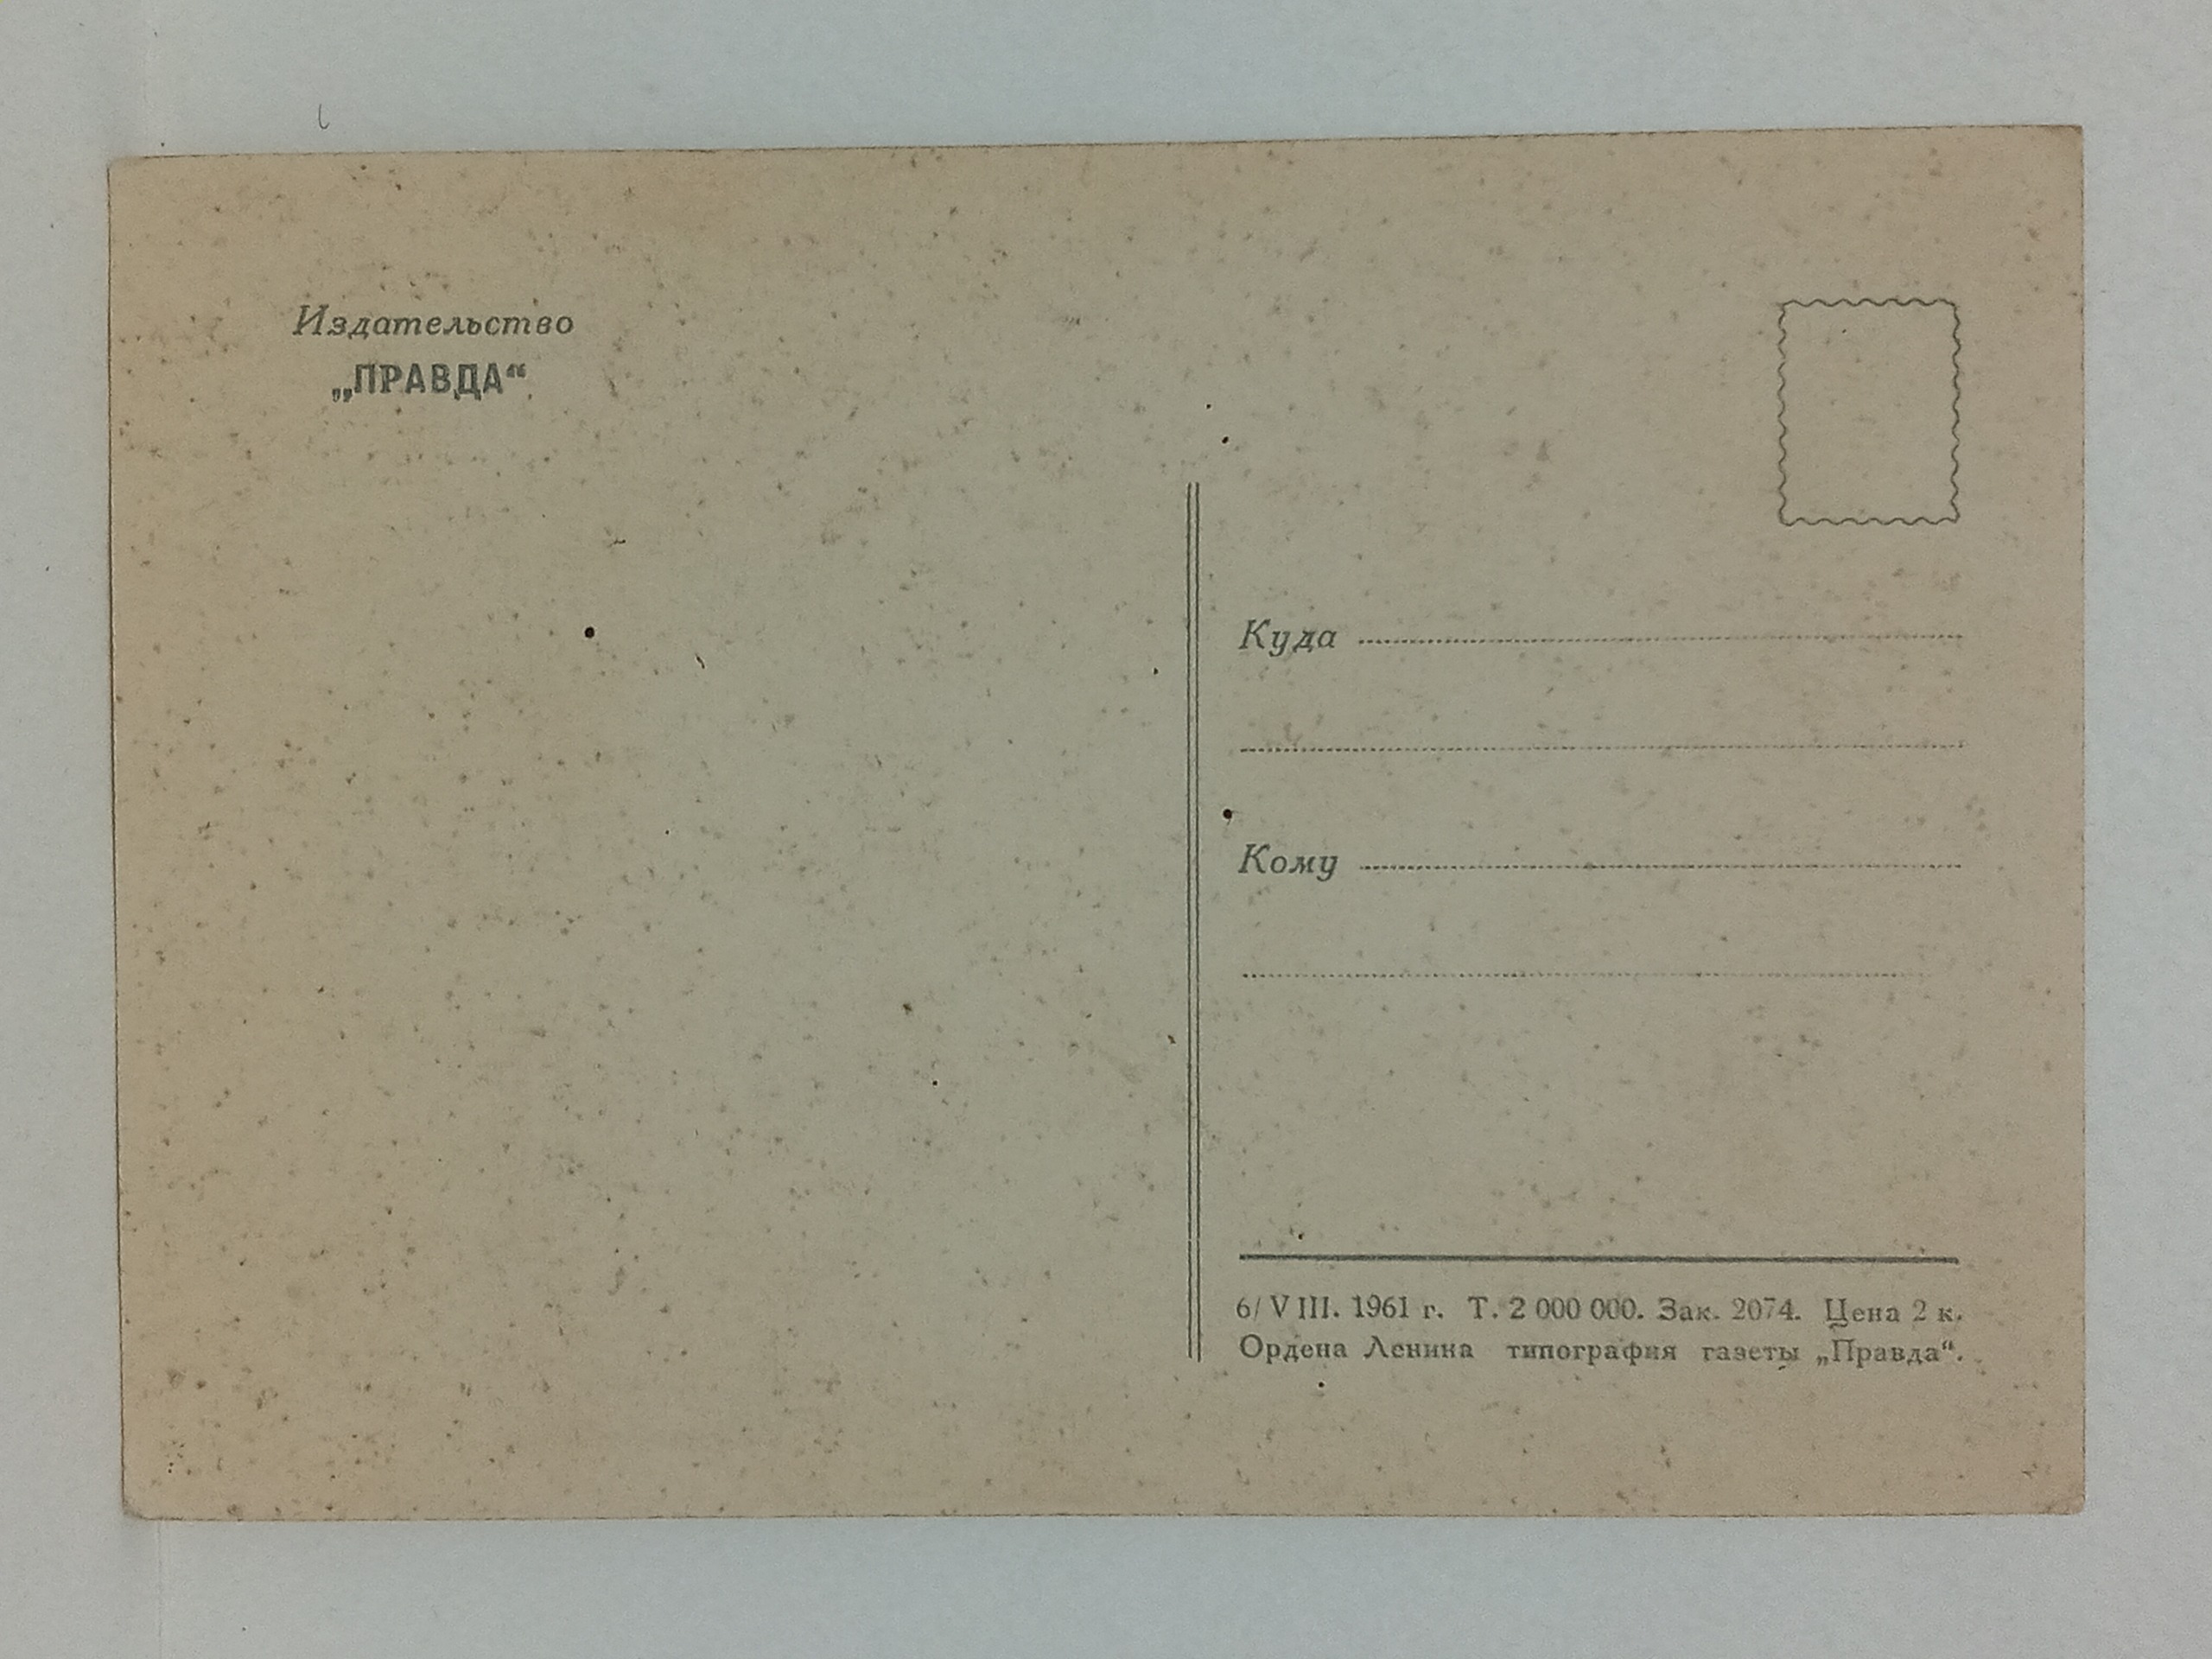 Издательство
„ПРАВДА“
Куда
Кому
6/VIII. 1961 г. Т. 2 000 000. Зак. 2074. Цена 2 к.
Ордена Ленина типография газеты „Правда“.